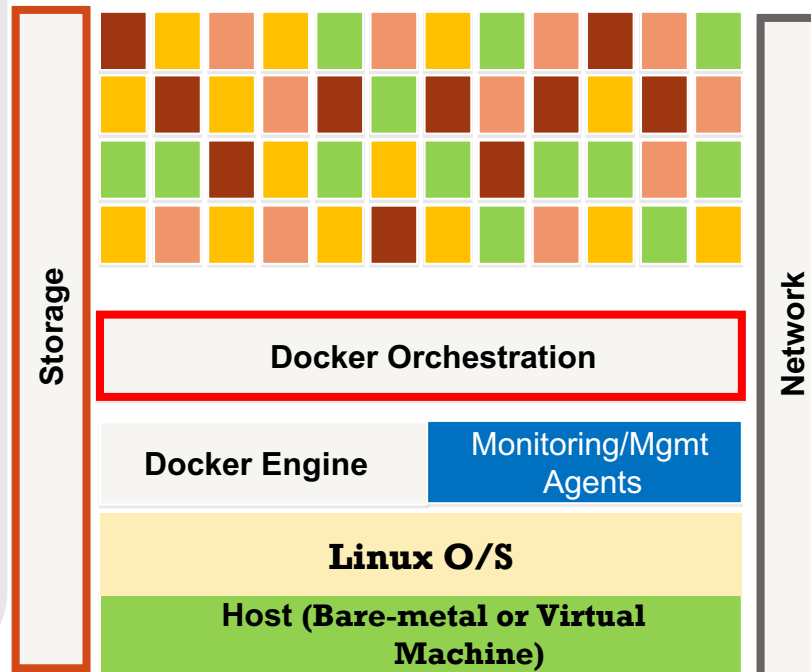 Storage
Docker Orchestration
Docker Engine
Monitoring/Mgmt
Agents
Linux O/S
Host (Bare-metal or Virtual
Machine)
Network